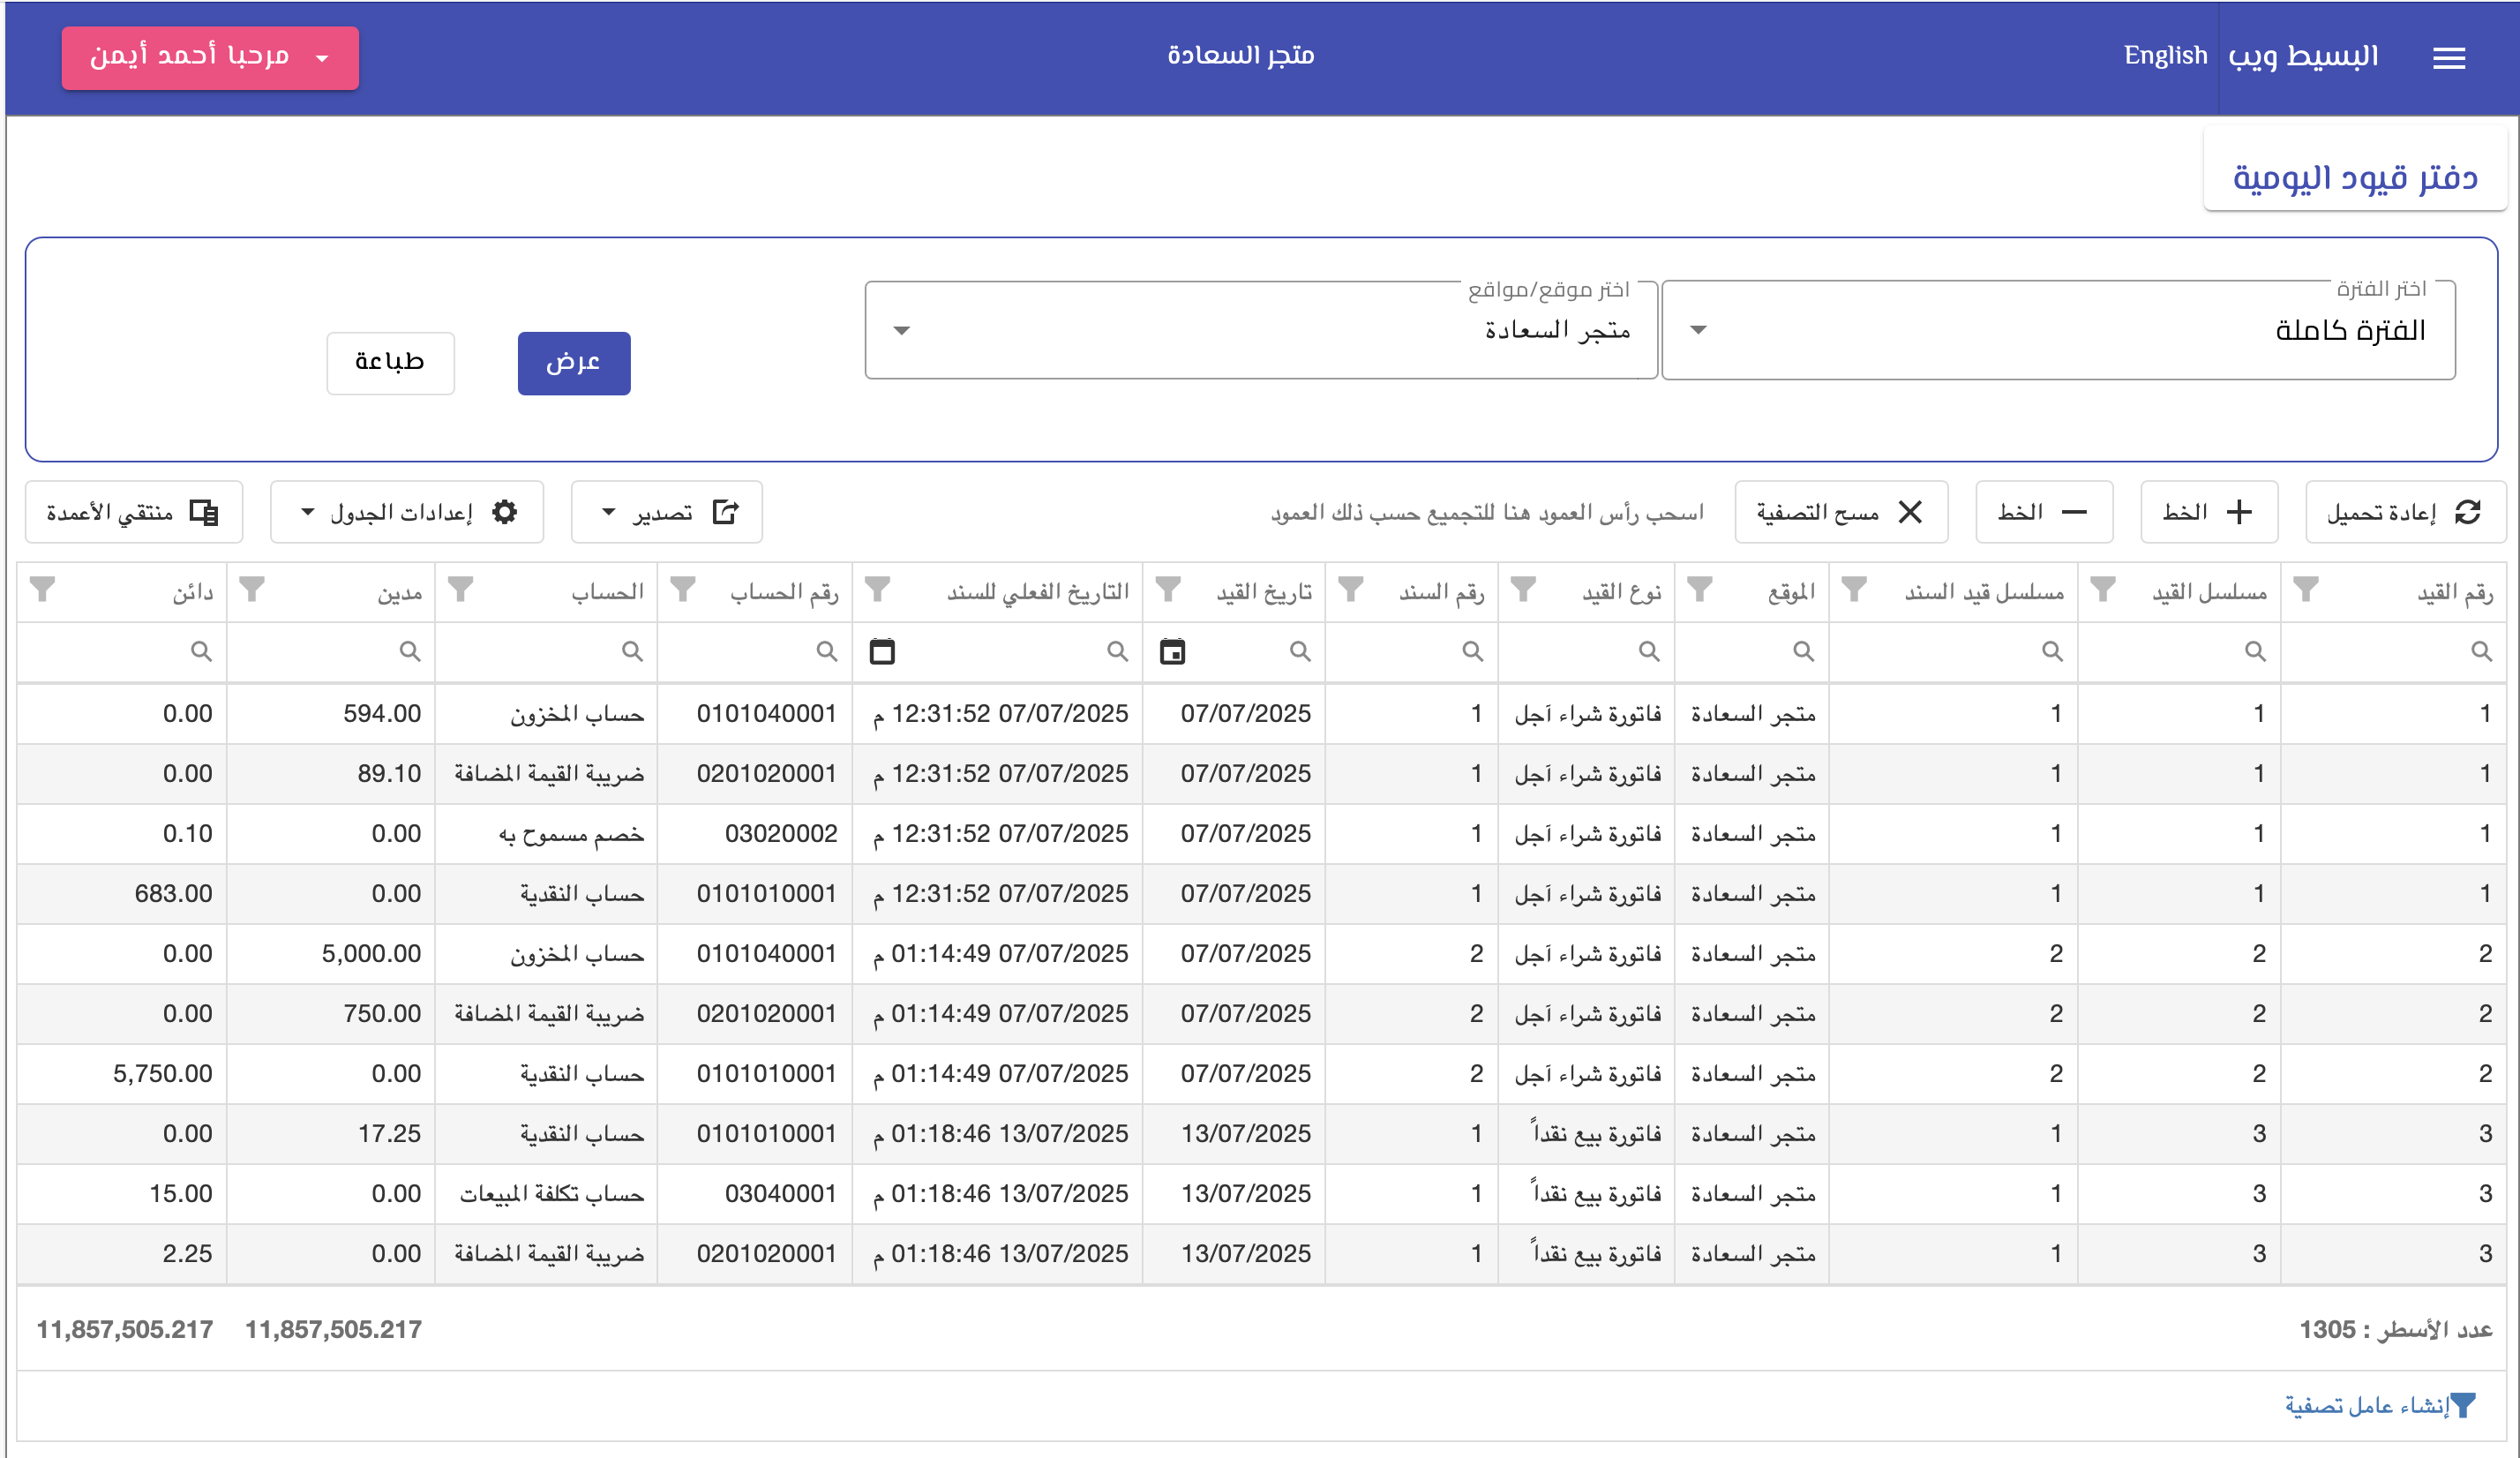 البسيط ويب English متجر السعادة مرحبا أحمد أيمن
دفتر قيود اليومية
اختر الفترة اختر موقع/مواقع
الفترة كاملة متجر السعادة عرض طباعة
إعادة تحميل الخط الخط مسح التصفية اسحب رأس العمود هنا للتجميع حسب ذلك العمود تصدير إعدادات الجدول منتقي الأعمدة
رقم القيد مسلسل القيد مسلسل قيد السند الموقع نوع القيد رقم السند تاريخ القيد التاريخ الفعلي للسند رقم الحساب الحساب مدين دائن
1 1 1 متجر السعادة فاتورة شراء آجل 1 07/07/2025 07/07/2025 12:31:52 م 0101040001 حساب المخزون 594.00 0.00
1 1 1 متجر السعادة فاتورة شراء آجل 1 07/07/2025 07/07/2025 12:31:52 م 0201020001 ضريبة القيمة المضافة 89.10 0.00
1 1 1 متجر السعادة فاتورة شراء آجل 1 07/07/2025 07/07/2025 12:31:52 م 03020002 خصم مسموح به 0.00 0.10
1 1 1 متجر السعادة فاتورة شراء آجل 1 07/07/2025 07/07/2025 12:31:52 م 0101010001 حساب النقدية 0.00 683.00
2 2 2 متجر السعادة فاتورة شراء آجل 2 07/07/2025 07/07/2025 01:14:49 م 0101040001 حساب المخزون 5,000.00 0.00
2 2 2 متجر السعادة فاتورة شراء آجل 2 07/07/2025 07/07/2025 01:14:49 م 0201020001 ضريبة القيمة المضافة 750.00 0.00
2 2 2 متجر السعادة فاتورة شراء آجل 2 07/07/2025 07/07/2025 01:14:49 م 0101010001 حساب النقدية 0.00 5,750.00
3 3 1 متجر السعادة فاتورة بيع نقداً 1 13/07/2025 13/07/2025 01:18:46 م 0101010001 حساب النقدية 17.25 0.00
3 3 1 متجر السعادة فاتورة بيع نقداً 1 13/07/2025 13/07/2025 01:18:46 م 03040001 حساب تكلفة المبيعات 0.00 15.00
3 3 1 متجر السعادة فاتورة بيع نقداً 1 13/07/2025 13/07/2025 01:18:46 م 0201020001 ضريبة القيمة المضافة 0.00 2.25
عدد الأسطر : 1305 11,857,505.217 11,857,505.217
إنشاء عامل تصفية